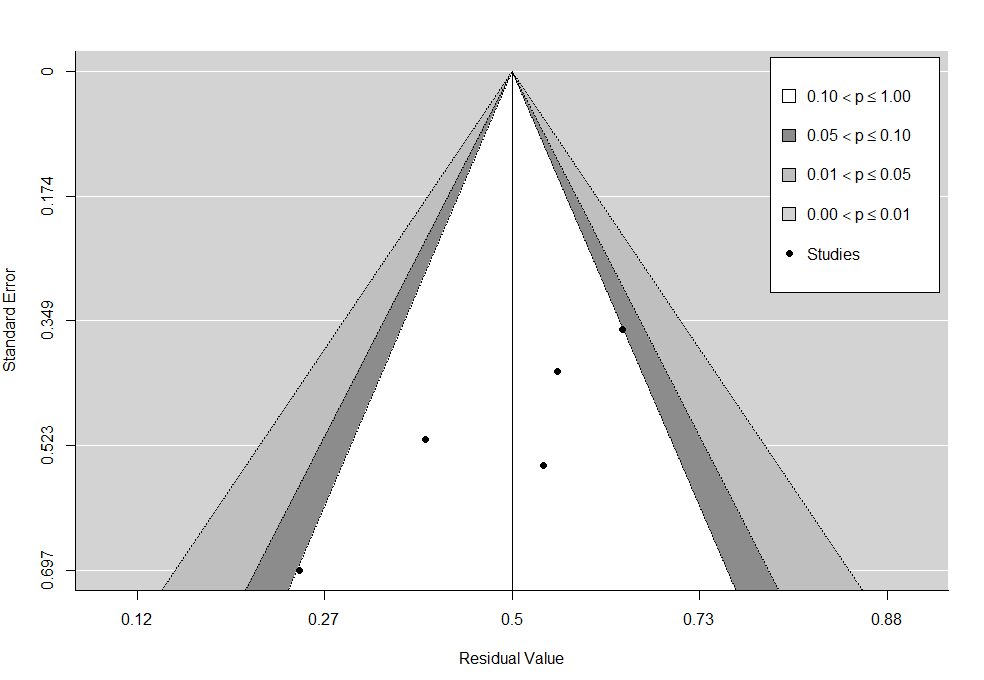 0.10 < p ≤ 1.00
0.05 < p ≤ 0.10
0.01 < p ≤ 0.05
0.00 < p ≤ 0.01
Studies
Standard Error
0
0.174
0.349
0.523
0.697
0.12
0.27
0.5
0.73
0.88
Residual Value